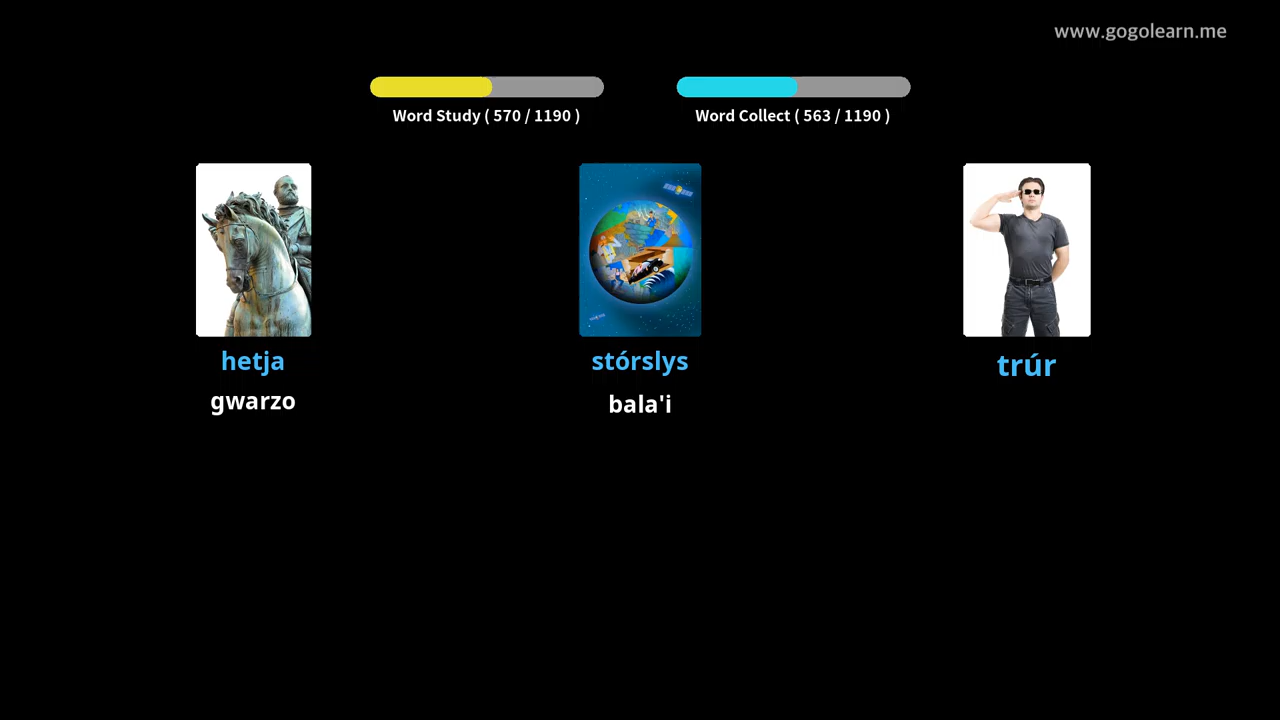 www.gogolearn.me
Word Study ( 570 / 1190 )
Word Collect ( 563 / 1190 )
hetja
stórslys
trúr
gwarzo
bala'i